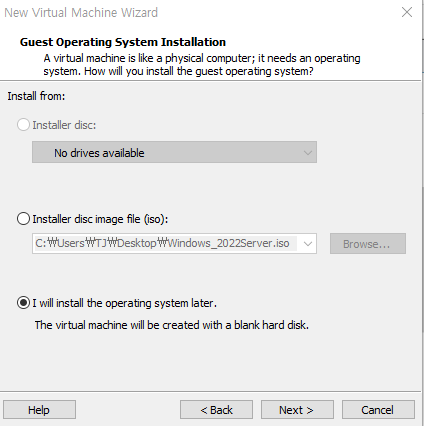 New Virtual Machine Wizard
Guest Operating System Installation
A virtual machine is like a physical computer; it needs an operating
system. How will you install the guest operating system?
Install from:
Installer disc:
No drives available
Installer disc image file (iso):
C:₩Users₩TJ₩Desktop₩Windows_2022Server.iso
Browse...
I will install the operating system later.
The virtual machine will be created with a blank hard disk.
Help
< Back
Next >
Cancel